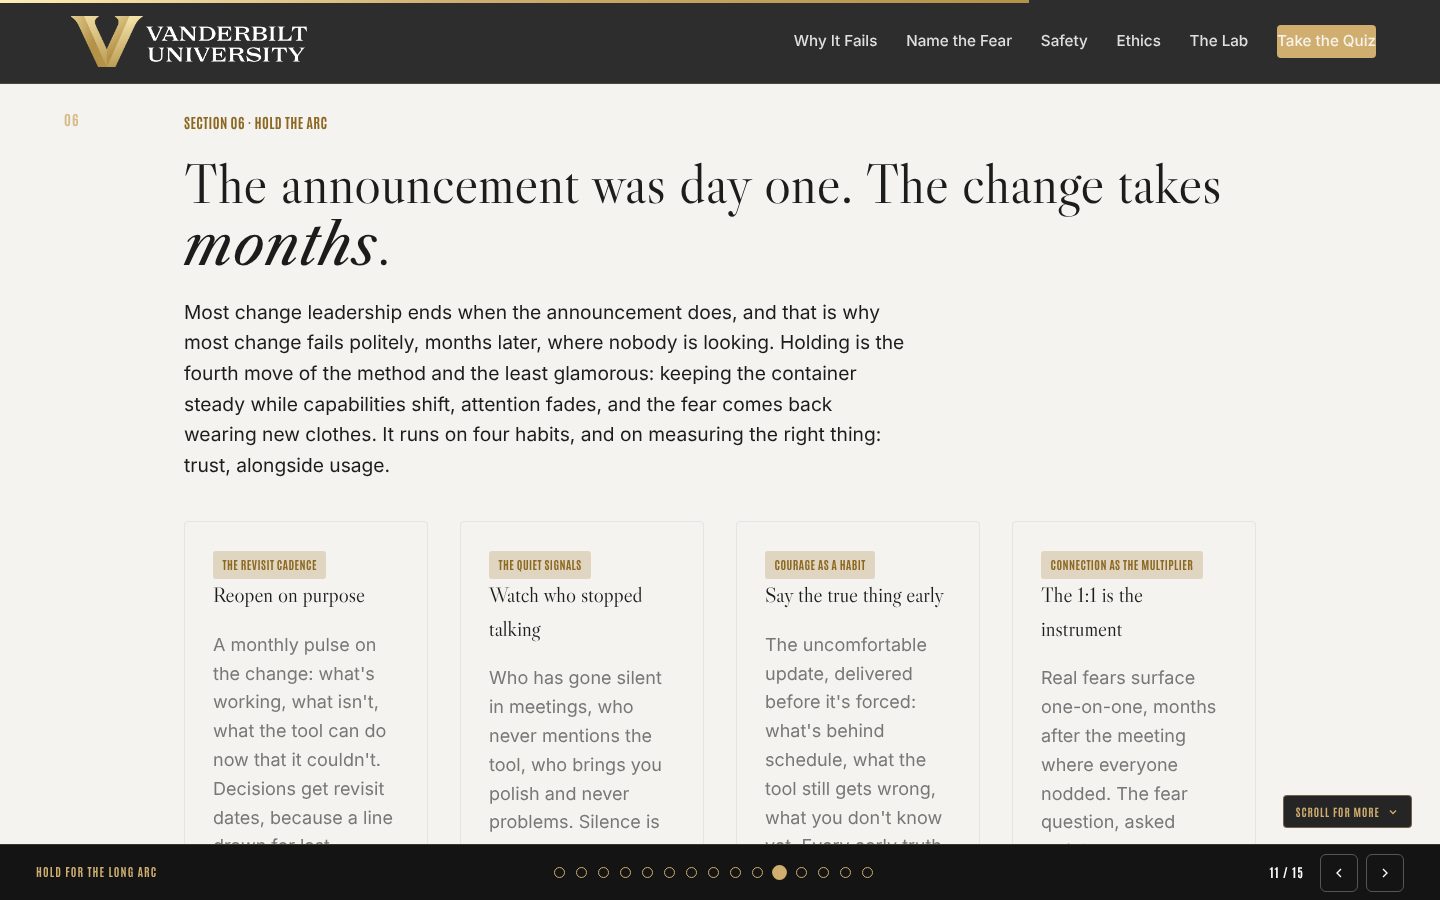 VANDERBILT
UNIVERSITY
Why It Fails
Name the Fear
Safety
Ethics
The Lab
Take the Quiz
06
SECTION 06 · HOLD THE ARC
The announcement was day one. The change takes
months.
Most change leadership ends when the announcement does, and that is why
most change fails politely, months later, where nobody is looking. Holding is the
fourth move of the method and the least glamorous: keeping the container
steady while capabilities shift, attention fades, and the fear comes back
wearing new clothes. It runs on four habits, and on measuring the right thing:
trust, alongside usage.
THE REVISIT CADENCE
Reopen on purpose
A monthly pulse on
the change: what's
working, what isn't,
what the tool can do
now that it couldn't.
Decisions get revisit
dates, because a line
THE QUIET SIGNALS
Watch who stopped
talking
Who has gone silent
in meetings, who
never mentions the
tool, who brings you
polish and never
problems. Silence is
COURAGE AS A HABIT
Say the true thing early
The uncomfortable
update, delivered
before it's forced:
what's behind
schedule, what the
tool still gets wrong,
what you don't know
CONNECTION AS THE MULTIPLIER
The 1:1 is the
instrument
Real fears surface
one-on-one, months
after the meeting
where everyone
nodded. The fear
question, asked
SCROLL FOR MORE
HOLD FOR THE LONG ARC
11 / 15